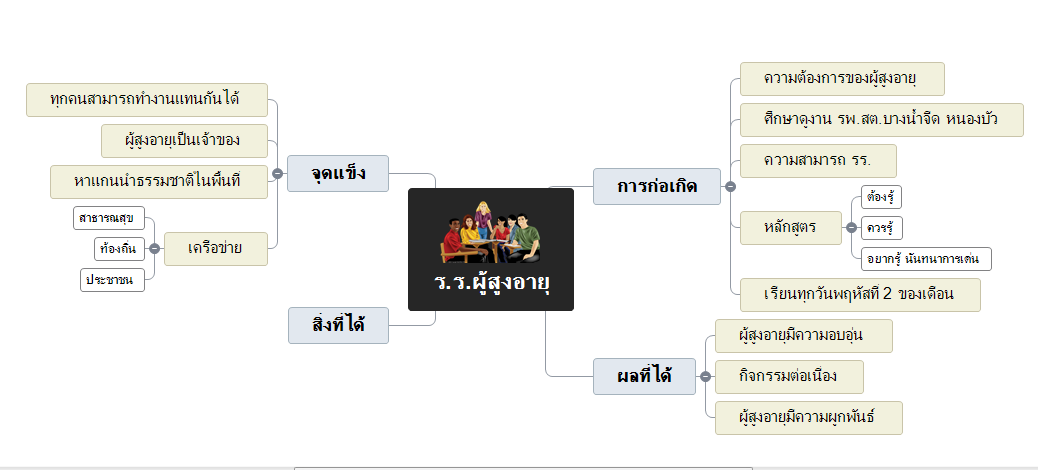 ร.ร.ผู้สูงอายุ
การก่อเกิด
ความต้องการของผู้สูงอายุ
ศึกษาดูงาน รพ.สต.บางน้ำจืด หนองบัว
ความสามารถ รร.
หลักสูตร
ต้องรู้
ควรรู้
อยากรู้ นันทนาการเด่น
เรียนทุกวันพฤหัสที่ 2 ของเดือน
ผลที่ได้
ผู้สูงอายุมีความอบอุ่น
กิจกรรมต่อเนื่อง
ผู้สูงอายุมีความผูกพันธ์
จุดแข็ง
ทุกคนสามารถทำงานแทนกันได้
ผู้สูงอายุเป็นเจ้าของ
หาแกนนำธรรมชาติในพื้นที่
เครือข่าย
สาธารณสุข
ท้องถิ่น
ประชาชน
สิ่งที่ได้